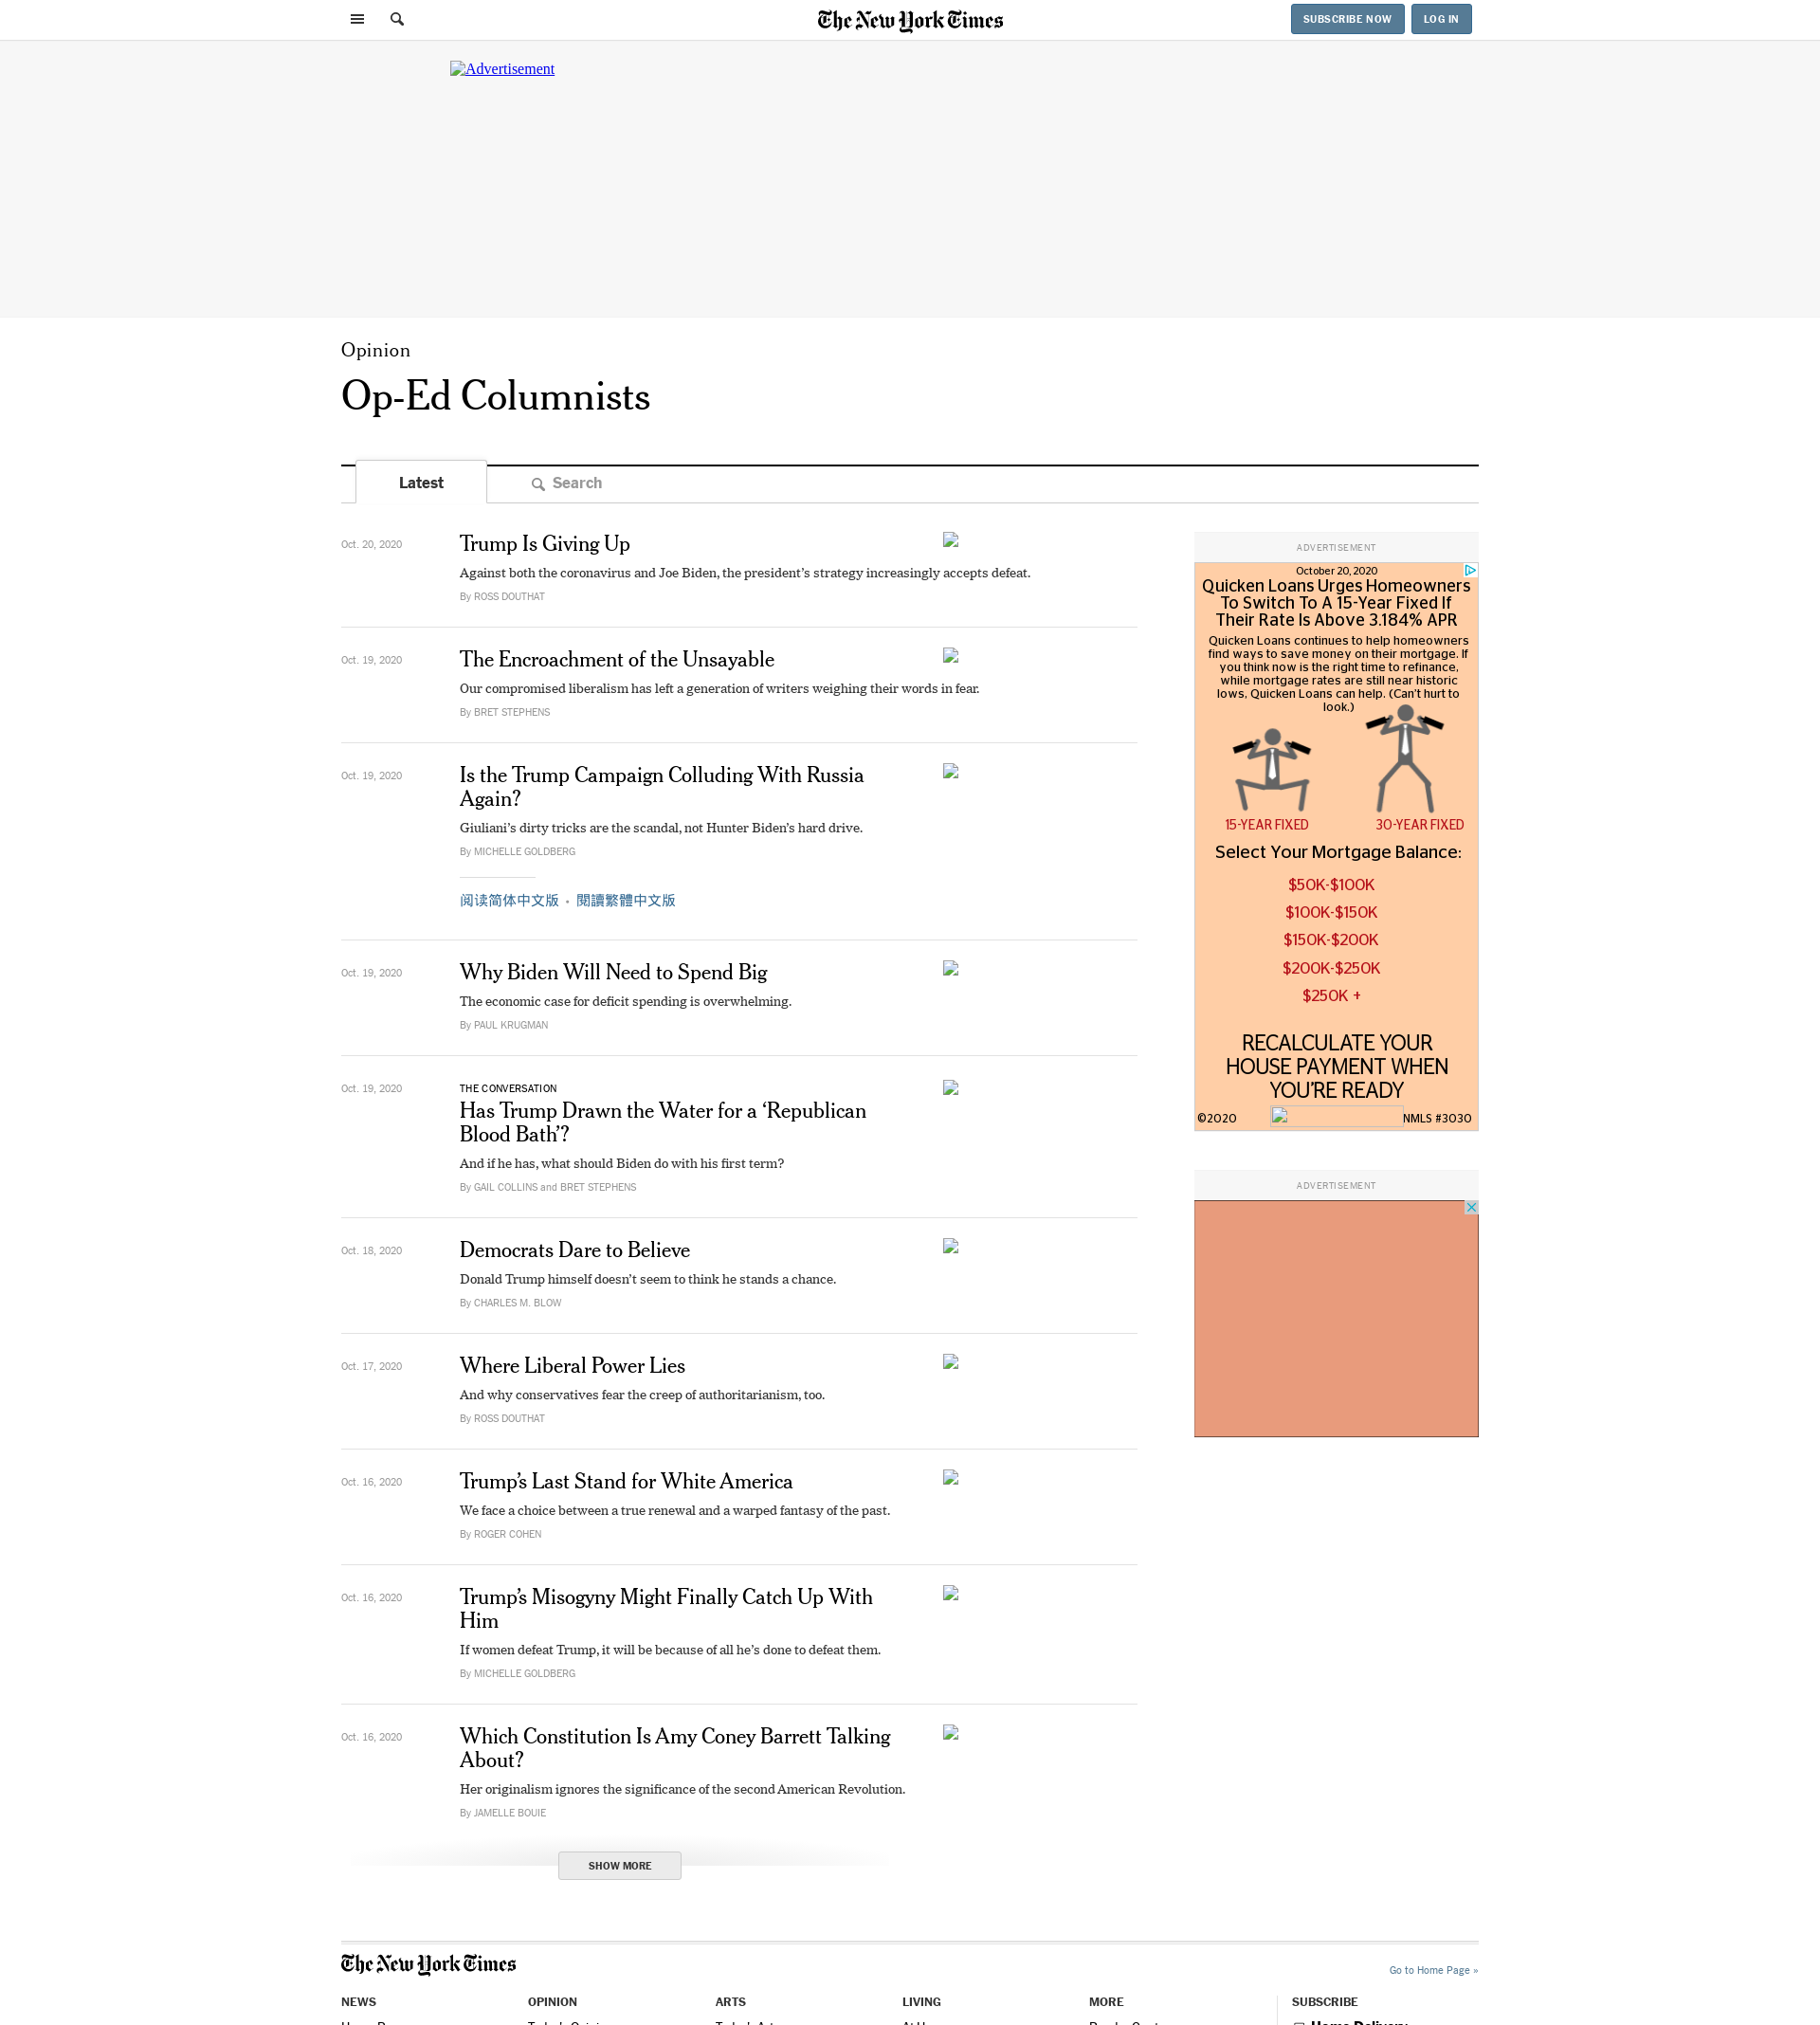 The New York Times
SUBSCRIBE NOW
LOG IN
Advertisement
Opinion
Op-Ed Columnists
Latest
Search
Oct. 20, 2020
Trump Is Giving Up
Against both the coronavirus and Joe Biden, the president’s strategy increasingly accepts defeat.
By ROSS DOUTHAT
Oct. 19, 2020
The Encroachment of the Unsayable
Our compromised liberalism has left a generation of writers weighing their words in fear.
By BRET STEPHENS
Oct. 19, 2020
Is the Trump Campaign Colluding With Russia
Again?
Giuliani’s dirty tricks are the scandal, not Hunter Biden’s hard drive.
By MICHELLE GOLDBERG
阅读简体中文版 • 閱讀繁體中文版
Oct. 19, 2020
Why Biden Will Need to Spend Big
The economic case for deficit spending is overwhelming.
By PAUL KRUGMAN
Oct. 19, 2020
THE CONVERSATION
Has Trump Drawn the Water for a ‘Republican
Blood Bath’?
And if he has, what should Biden do with his first term?
By GAIL COLLINS and BRET STEPHENS
Oct. 18, 2020
Democrats Dare to Believe
Donald Trump himself doesn’t seem to think he stands a chance.
By CHARLES M. BLOW
Oct. 17, 2020
Where Liberal Power Lies
And why conservatives fear the creep of authoritarianism, too.
By ROSS DOUTHAT
Oct. 16, 2020
Trump’s Last Stand for White America
We face a choice between a true renewal and a warped fantasy of the past.
By ROGER COHEN
Oct. 16, 2020
Trump’s Misogyny Might Finally Catch Up With
Him
If women defeat Trump, it will be because of all he’s done to defeat them.
By MICHELLE GOLDBERG
Oct. 16, 2020
Which Constitution Is Amy Coney Barrett Talking
About?
Her originalism ignores the significance of the second American Revolution.
By JAMELLE BOUIE
SHOW MORE
ADVERTISEMENT
October 20, 2020
Quicken Loans Urges Homeowners
To Switch To A 15-Year Fixed If
Their Rate Is Above 3.184% APR
Quicken Loans continues to help homeowners
find ways to save money on their mortgage. If
you think now is the right time to refinance,
while mortgage rates are still near historic
lows, Quicken Loans can help. (Can't hurt to
look.)
15-YEAR FIXED
30-YEAR FIXED
Select Your Mortgage Balance:
$50K-$100K
$100K-$150K
$150K-$200K
$200K-$250K
$250K +
RECALCULATE YOUR
HOUSE PAYMENT WHEN
YOU'RE READY
©2020
NMLS #3030
ADVERTISEMENT
The New York Times
Go to Home Page »
NEWS
OPINION
ARTS
LIVING
MORE
SUBSCRIBE